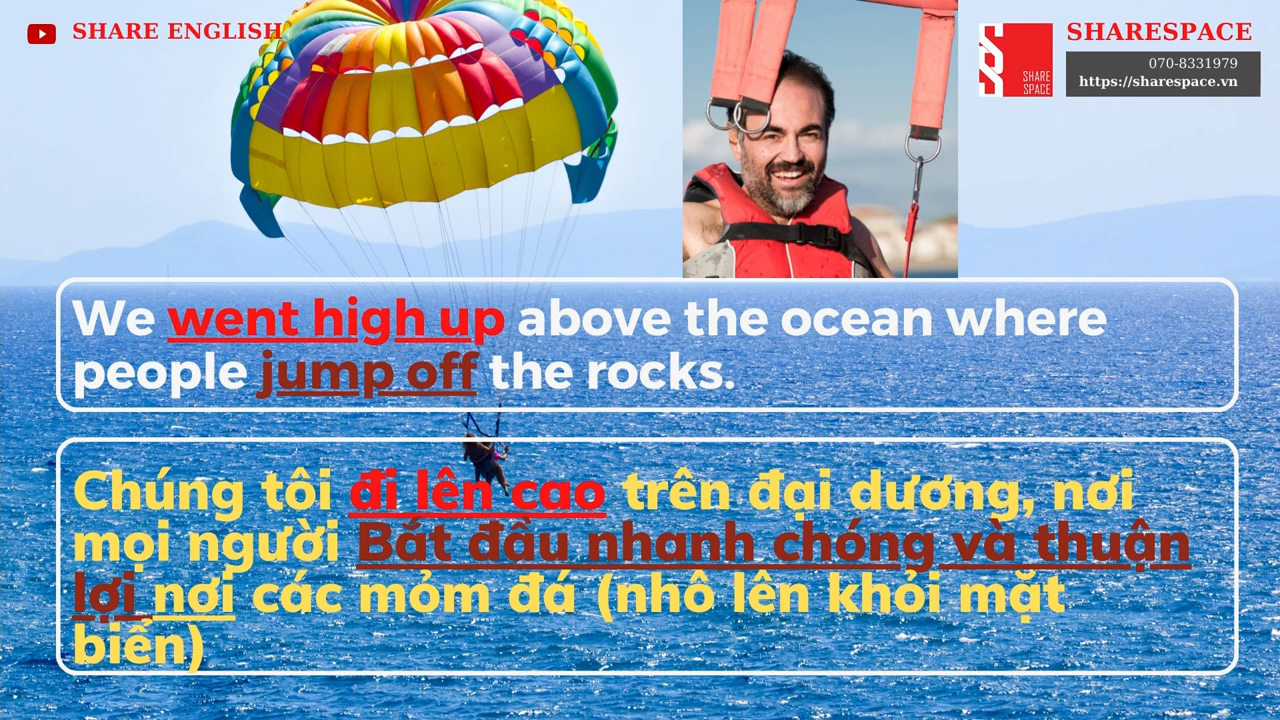 SHARE ENGLISH
SHARESPACE
070-8331979
https://sharespace.vn
SHARE
SPACE
We went high up above the ocean where
people jump off the rocks.
Chúng tôi đi lên cao trên đại dương, nơi
mọi người Bắt đầu nhanh chóng và thuận
lợi nơi các mỏm đá (nhô lên khỏi mặt
biển)